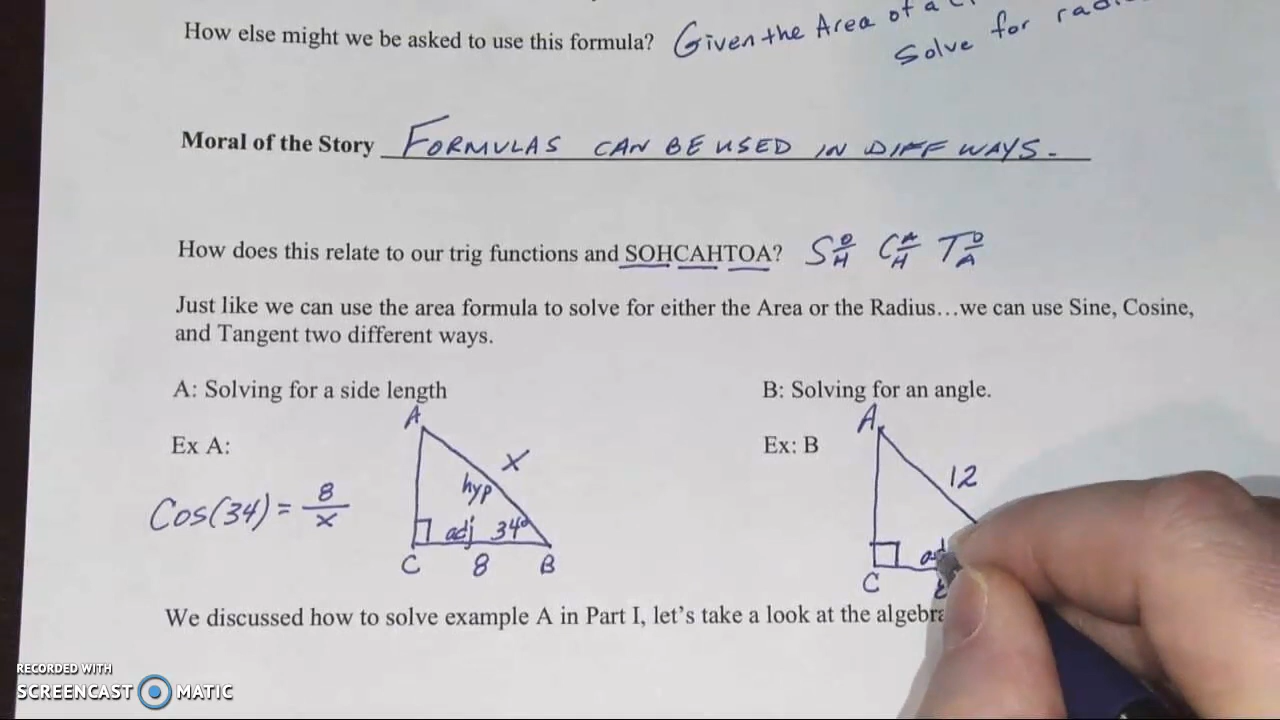 How else might we be asked to use this formula? Given the Area of a
Solve for
Moral of the Story FORMULAS CAN BE USED IN DIFF WAYS.
How does this relate to our trig functions and SOHCAHTOA? S O/H C A/H T O/A
Just like we can use the area formula to solve for either the Area or the Radius…we can use Sine, Cosine,
and Tangent two different ways.
A: Solving for a side length
B: Solving for an angle.
Ex A:
A
x
hyp
Cos(34) = 8/x
adj 34°
C 8 B
Ex: B
A
12
C
We discussed how to solve example A in Part I, let's take a look at the
RECORDED WITH
SCREENCAST MATIC